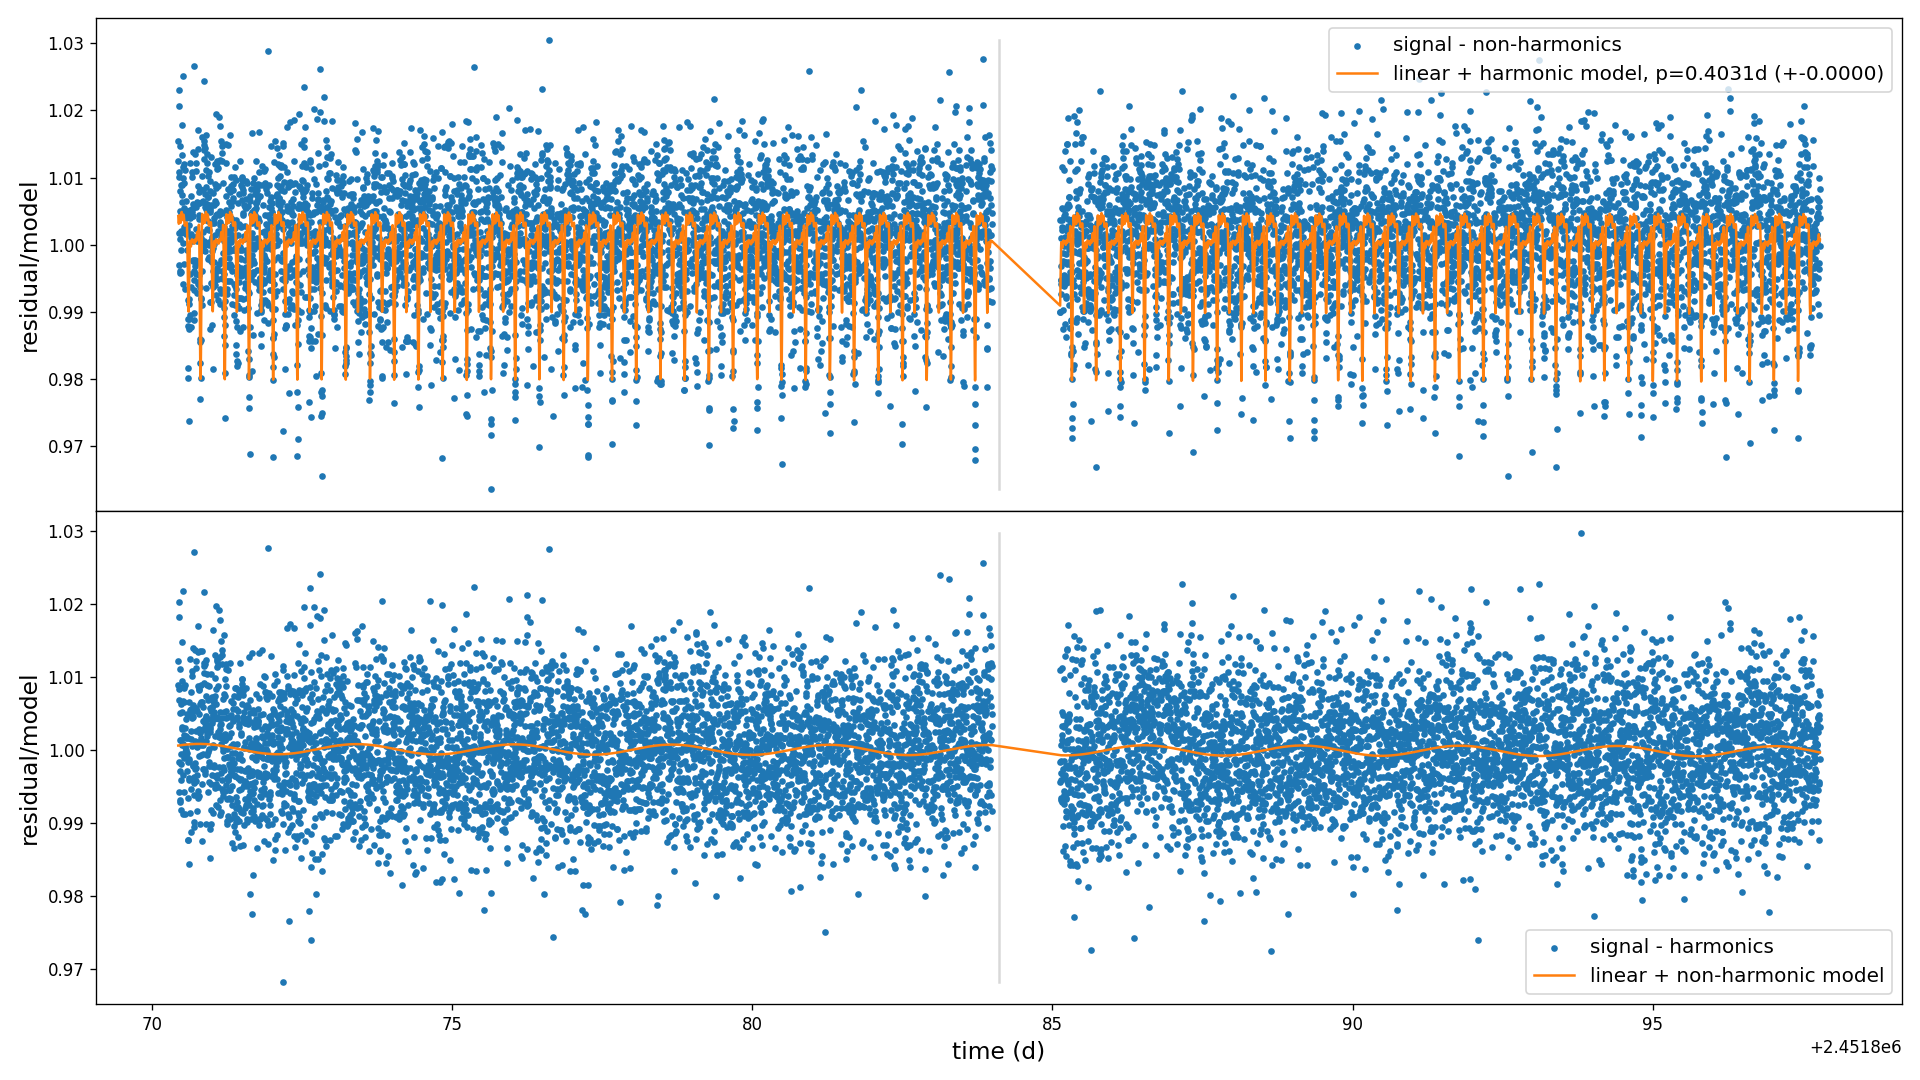 1.03
1.02
1.01
1.00
0.99
0.98
0.97
residual/model
signal - non-harmonics
linear + harmonic model, p=0.4031d (+-0.0000)
1.03
1.02
1.01
1.00
0.99
0.98
0.97
residual/model
signal - harmonics
linear + non-harmonic model
70 75 80 85 90 95
time (d)
+2.4518e6